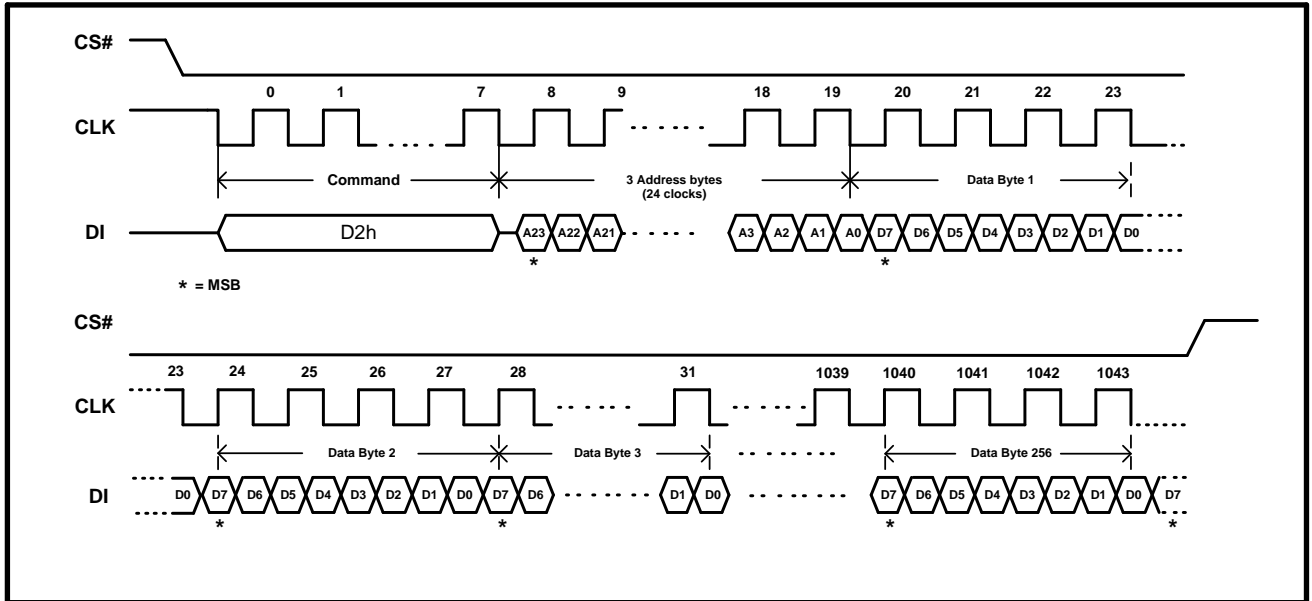 CS#
0 1 7 8 9 18 19 20 21 22 23
CLK
Command
3 Address bytes
(24 clocks)
Data Byte 1
DI
D2h
A23 A22 A21 A3 A2 A1 A0 D7 D6 D5 D4 D3 D2 D1 D0
* *
* = MSB
CS#
23 24 25 26 27 28 31 1039 1040 1041 1042 1043
CLK
Data Byte 2 Data Byte 3 Data Byte 256
DI
D0 D7 D6 D5 D4 D3 D2 D1 D0 D7 D6 D1 D0 D7 D6 D5 D4 D3 D2 D1 D0 D7
* * * *